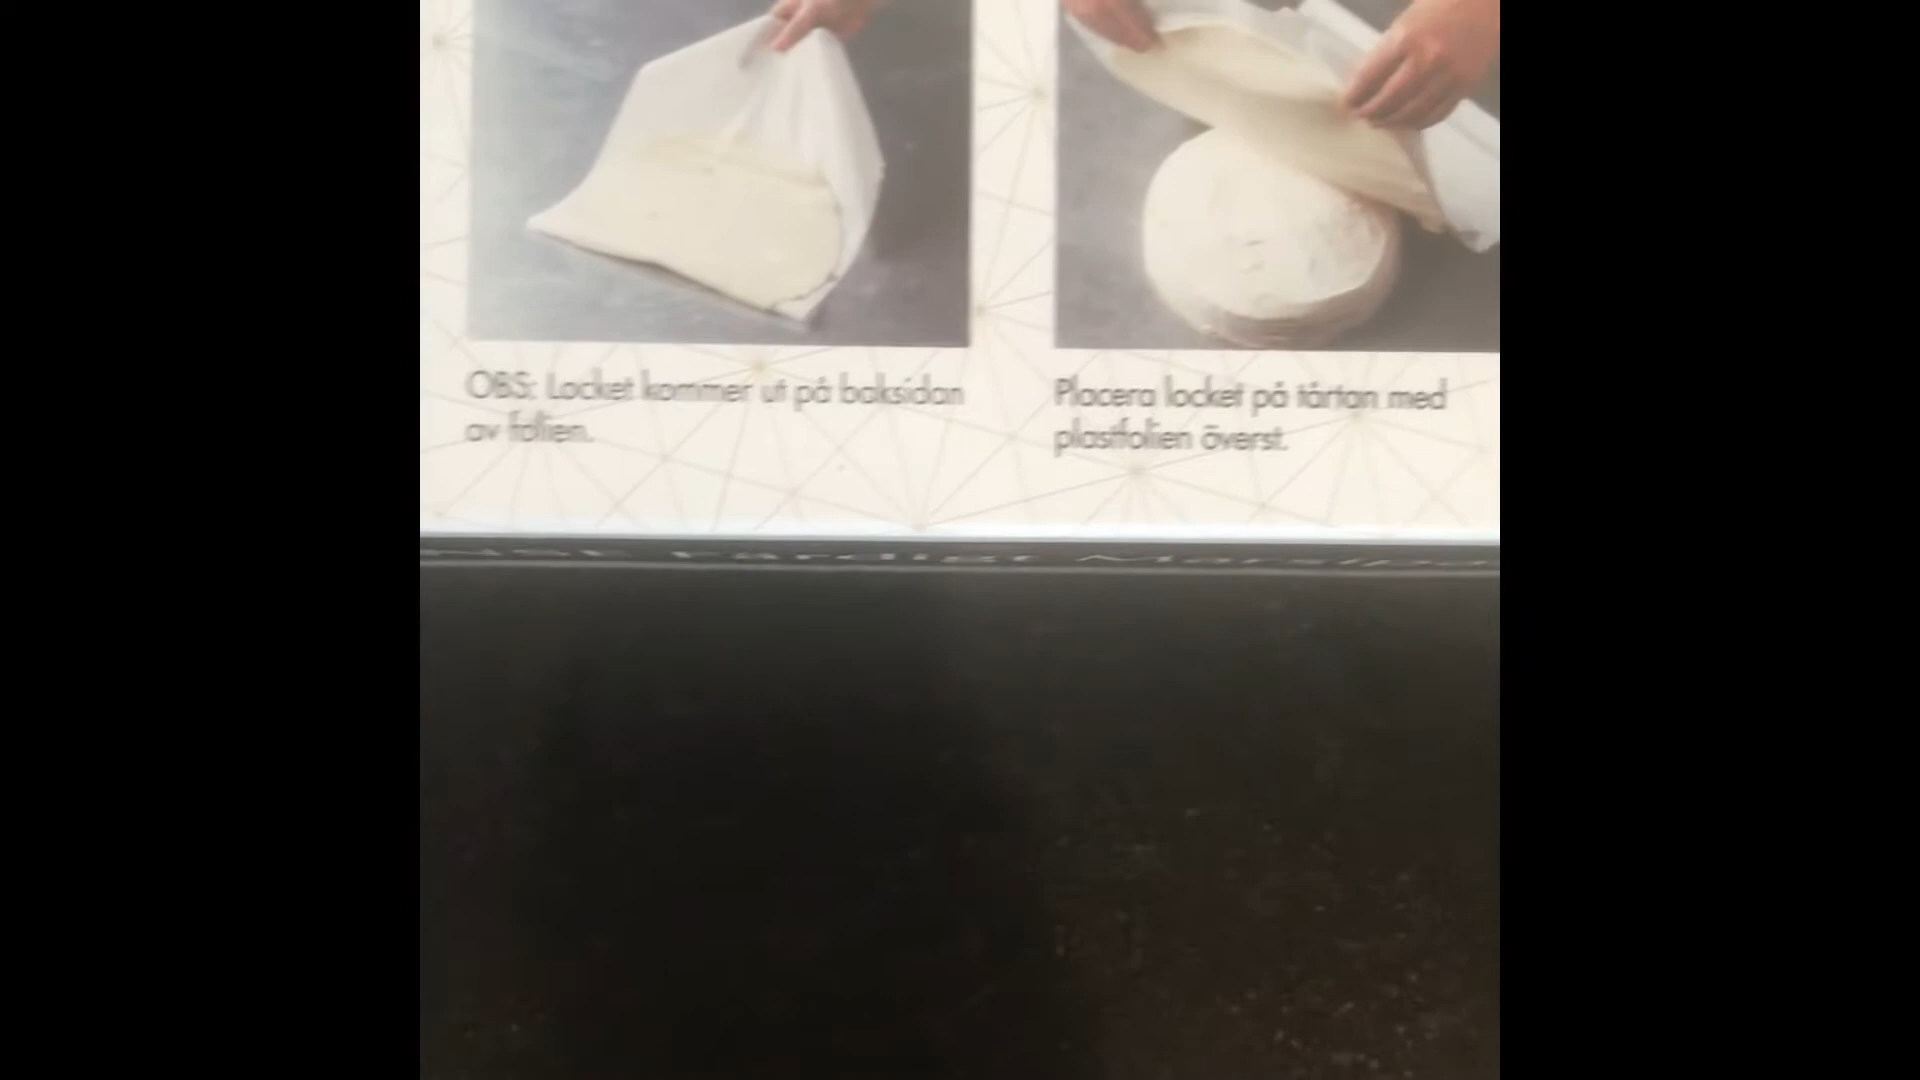 OBS: Locket kommer ut på baksidan
av folien.
Placera locket på tårtan med
plastfolien överst.